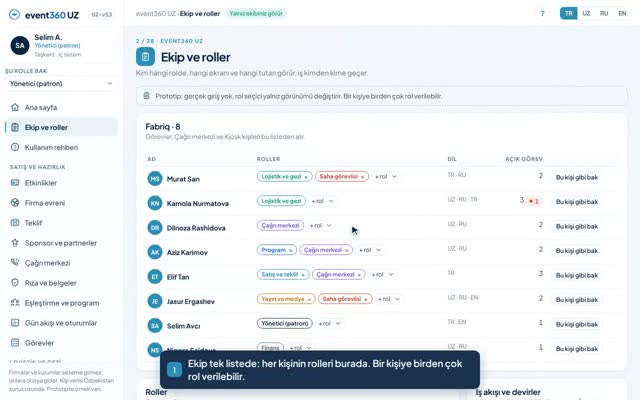 event360 UZ
UZ-v13
SA
Selim A.
Yönetici (patron)
Taşkent · iç sistem
ŞU ROLLE BAK
Yönetici (patron)
Ana sayfa
Ekip ve roller
Kullanım rehberi
SATIŞ VE HAZIRLIK
Etkinlikler
Firma evreni
Teklif
Sponsor ve partnerler
Çağrı merkezi
Rıza ve belgeler
Eşleştirme ve program
Gün akışı ve oturumlar
Görevler
Firmalar ve kurumlar sisteme girmez;
sunucusunda. Prototipte örnek veri.
event360 UZ › Ekip ve roller
Yalnız ekibiniz görür
?
TR
UZ
RU
EN
2 / 28 · EVENT360 UZ
Ekip ve roller
Kim hangi rolde, hangi ekran ve hangi tutarı görür, iş kimden kime geçer.
Prototip: gerçek giriş yok, rol seçici yalnız görünümü değiştirir. Bir kişiye birden çok rol verilebilir.
Fabriq · 8
Görevler, Çağrı merkezi ve Kiosk kişileri bu listeden alır.
AD ROLLER DİL AÇIK GÖREV
MS Murat Sarı Lojistik ve gezi × Saha görevlisi × + rol TR · RU 2 Bu kişi gibi bak
KN Kamola Nurmatova Lojistik ve gezi + rol UZ · RU · TR 3 1 Bu kişi gibi bak
DR Dilnoza Rashidova Çağrı merkezi + rol UZ · RU 2 Bu kişi gibi bak
AK Aziz Karimov Program × Çağrı merkezi × + rol UZ · RU 2 Bu kişi gibi bak
ET Elif Tan Satış ve teklif × Çağrı merkezi × + rol TR 3 Bu kişi gibi bak
JE Jasur Ergashev Yayın ve medya × Saha görevlisi × + rol UZ · RU · EN 2 Bu kişi gibi bak
SA Selim Avcı Yönetici (patron) + rol TR · EN 1 Bu kişi gibi bak
NS Finans + rol 1 Bu kişi gibi bak
1 Ekip tek listede: her kişinin rolleri burada. Bir kişiye birden çok
rol verilebilir.
Roller
İş akışı ve devirler